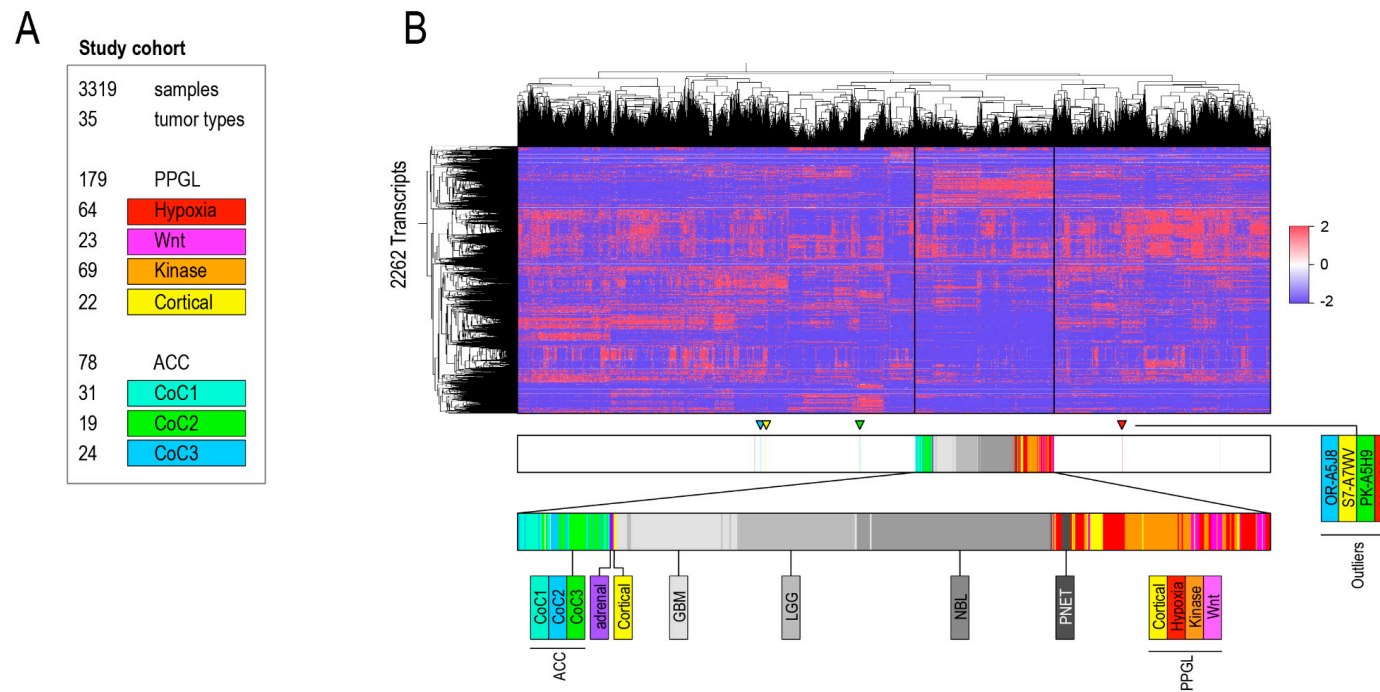 A
Study cohort
3319 samples
35 tumor types
179 PPGL
64 Hypoxia
23 Wnt
69 Kinase
22 Cortical
78 ACC
31 CoC1
19 CoC2
24 CoC3
B
2262 Transcripts
2
0
-2
OR-A5J8
S7-A7WV
PK-A5H9
Outliers
CoC1
CoC2
CoC3
ACC
adrenal
Cortical
GBM
LGG
NBL
PNET
Cortical
Hypoxia
Kinase
Wnt
PPGL